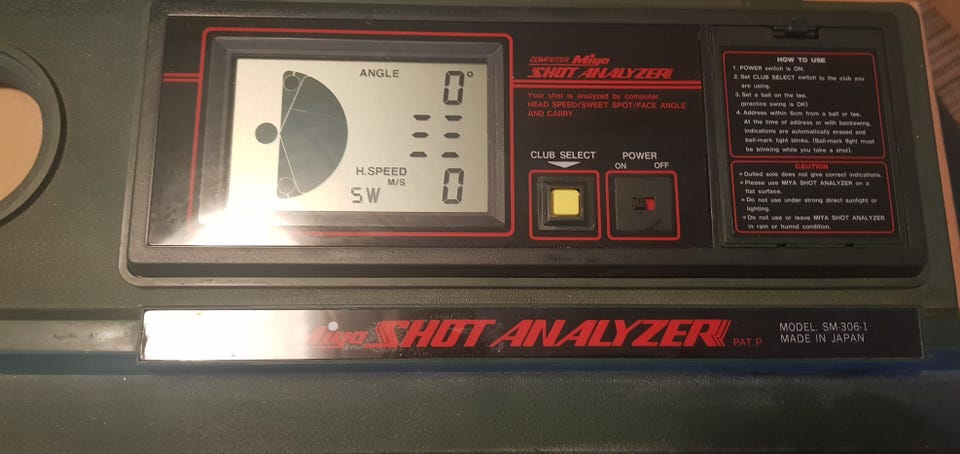 COMPUTER Miya
SHOT ANALYZER
Your shot is analyzed by computer.
HEAD SPEED/SWEET SPOT/FACE ANGLE
AND CARRY.
ANGLE
0°
H.SPEED
M/S
SW
0
CLUB SELECT
POWER
ON OFF
HOW TO USE
1. POWER switch is ON.
2. Set CLUB SELECT switch to the club you
are using.
3. Set a ball on the tee.
(practice swing is OK)
4. Address within 6cm from a ball or tee.
At the time of address or with backswing,
indications are automatically erased and
ball-mark light blinks. (Ball-mark light must
be blinking while you take a shot).
CAUTION
• Dulled sole does not give correct indications.
• Please use MIYA SHOT ANALYZER on a
flat surface.
• Do not use under strong direct sunlight or
lighting.
• Do not use or leave MIYA SHOT ANALYZER
in rain or humid condition.
Miya SHOT ANALYZER PAT.P
MODEL. SM-306-1
MADE IN JAPAN